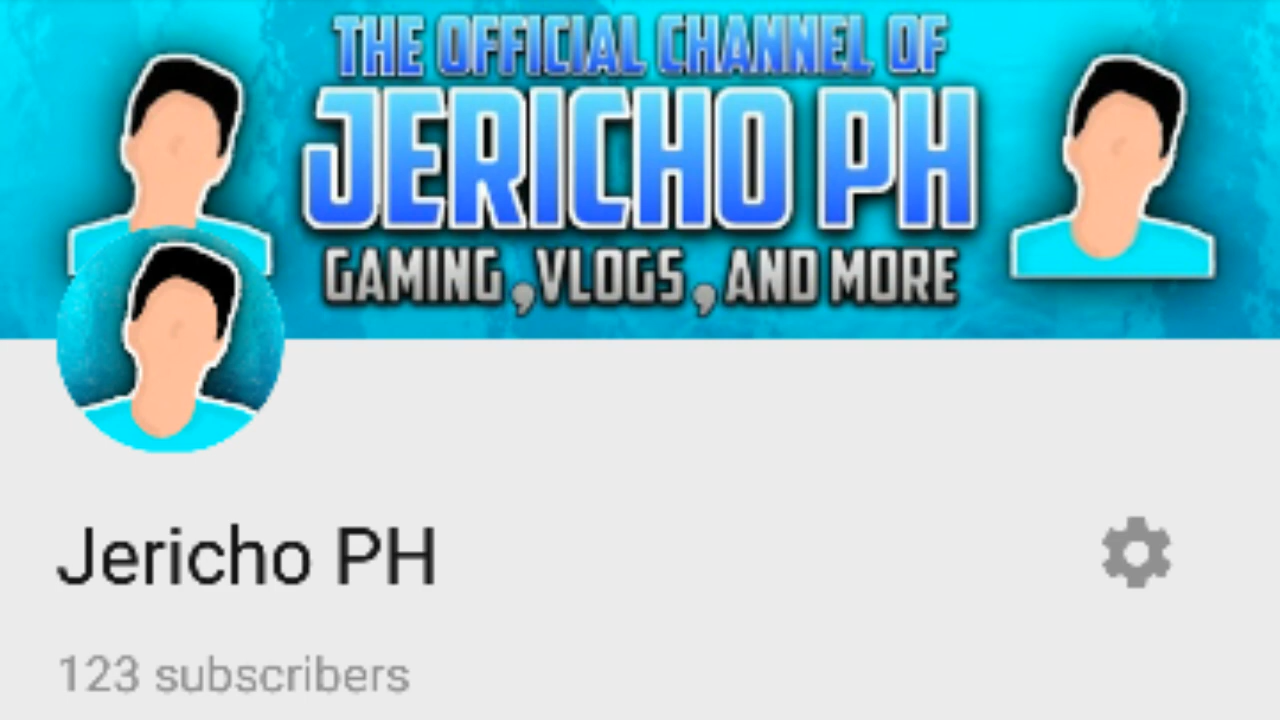 THE OFFICIAL CHANNEL OF
JERICHO PH
GAMING , VLOGS , AND MORE
Jericho PH
123 subscribers